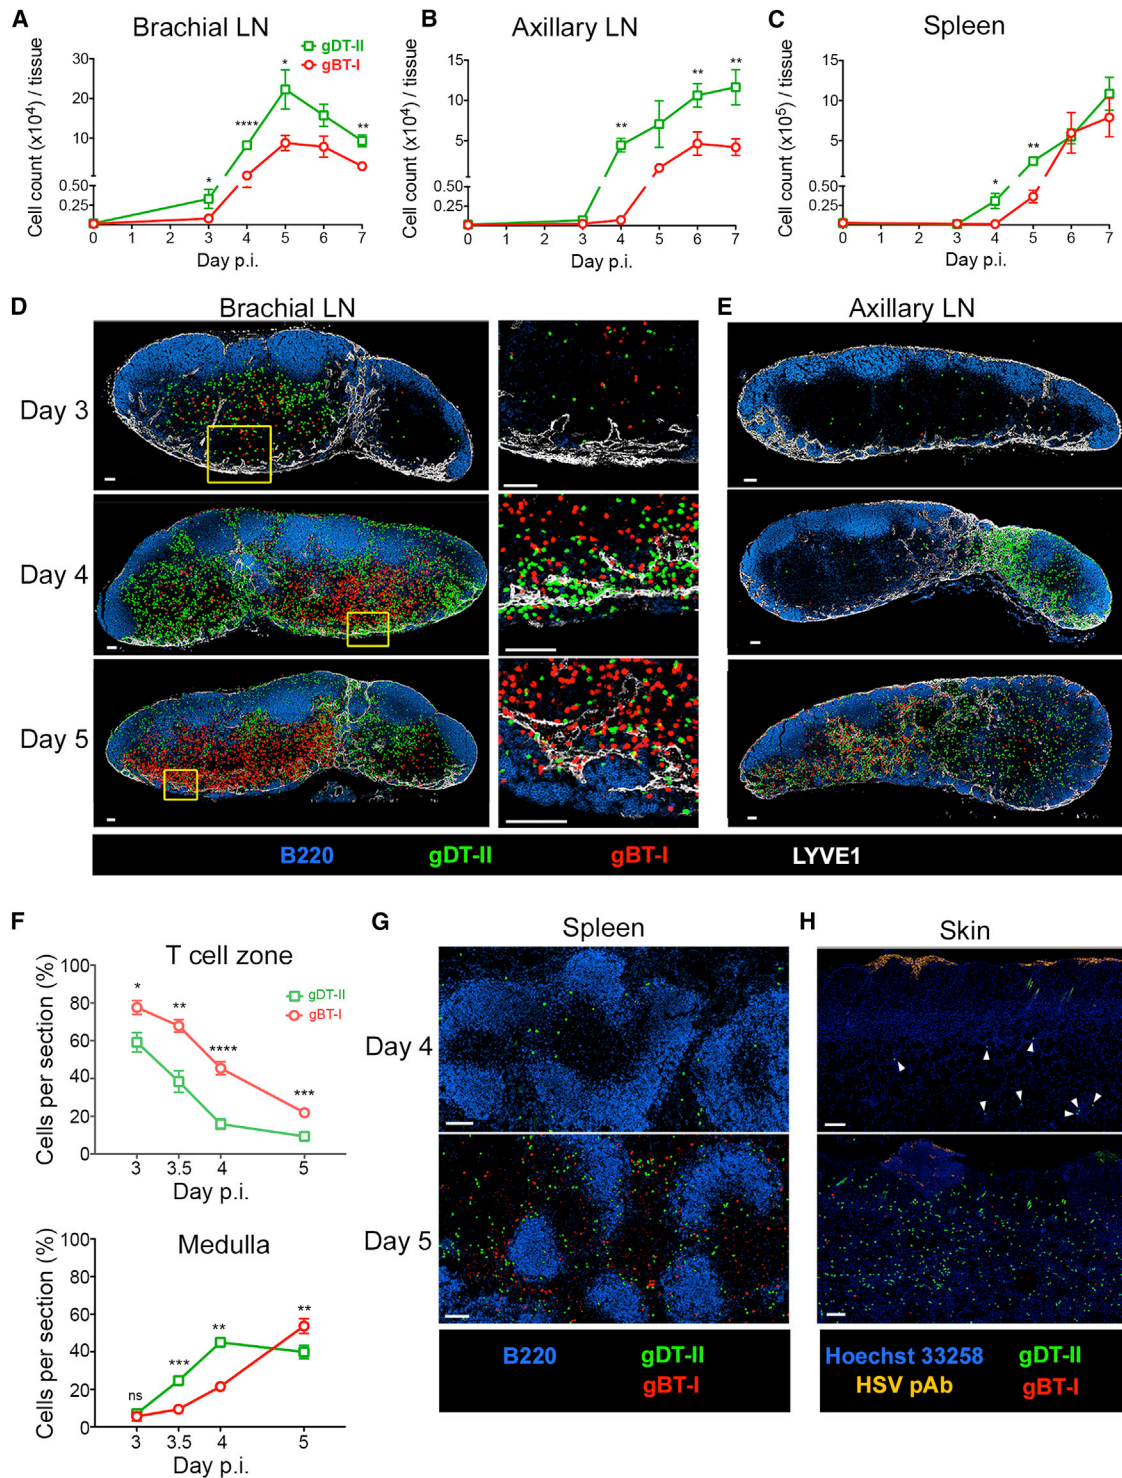 A
Brachial LN
gDT-II
gBT-I
Cell count (x10⁴) / tissue
30
20
10
0.50
0.25
*
****
*
**
0
1
2
3
4
5
6
7
Day p.i.
B
Axillary LN
Cell count (x10⁴) / tissue
15
10
5
0.50
0.25
**
**
**
0
1
2
3
4
5
6
7
Day p.i.
C
Spleen
Cell count (x10⁵) / tissue
15
10
5
0.50
0.25
*
**
0
1
2
3
4
5
6
7
Day p.i.
D
Brachial LN
E
Axillary LN
Day 3
Day 4
Day 5
B220 gDT-II gBT-I LYVE1
F
T cell zone
gDT-II
gBT-I
Cells per section (%)
100
80
60
40
20
0
*
**
****
***
3
3.5
4
5
Day p.i.
Medulla
Cells per section (%)
100
80
60
40
20
0
ns
***
**
**
3
3.5
4
5
Day p.i.
G
Spleen
Day 4
Day 5
B220 gDT-II
gBT-I
H
Skin
Hoechst 33258 gDT-II
HSV pAb gBT-I